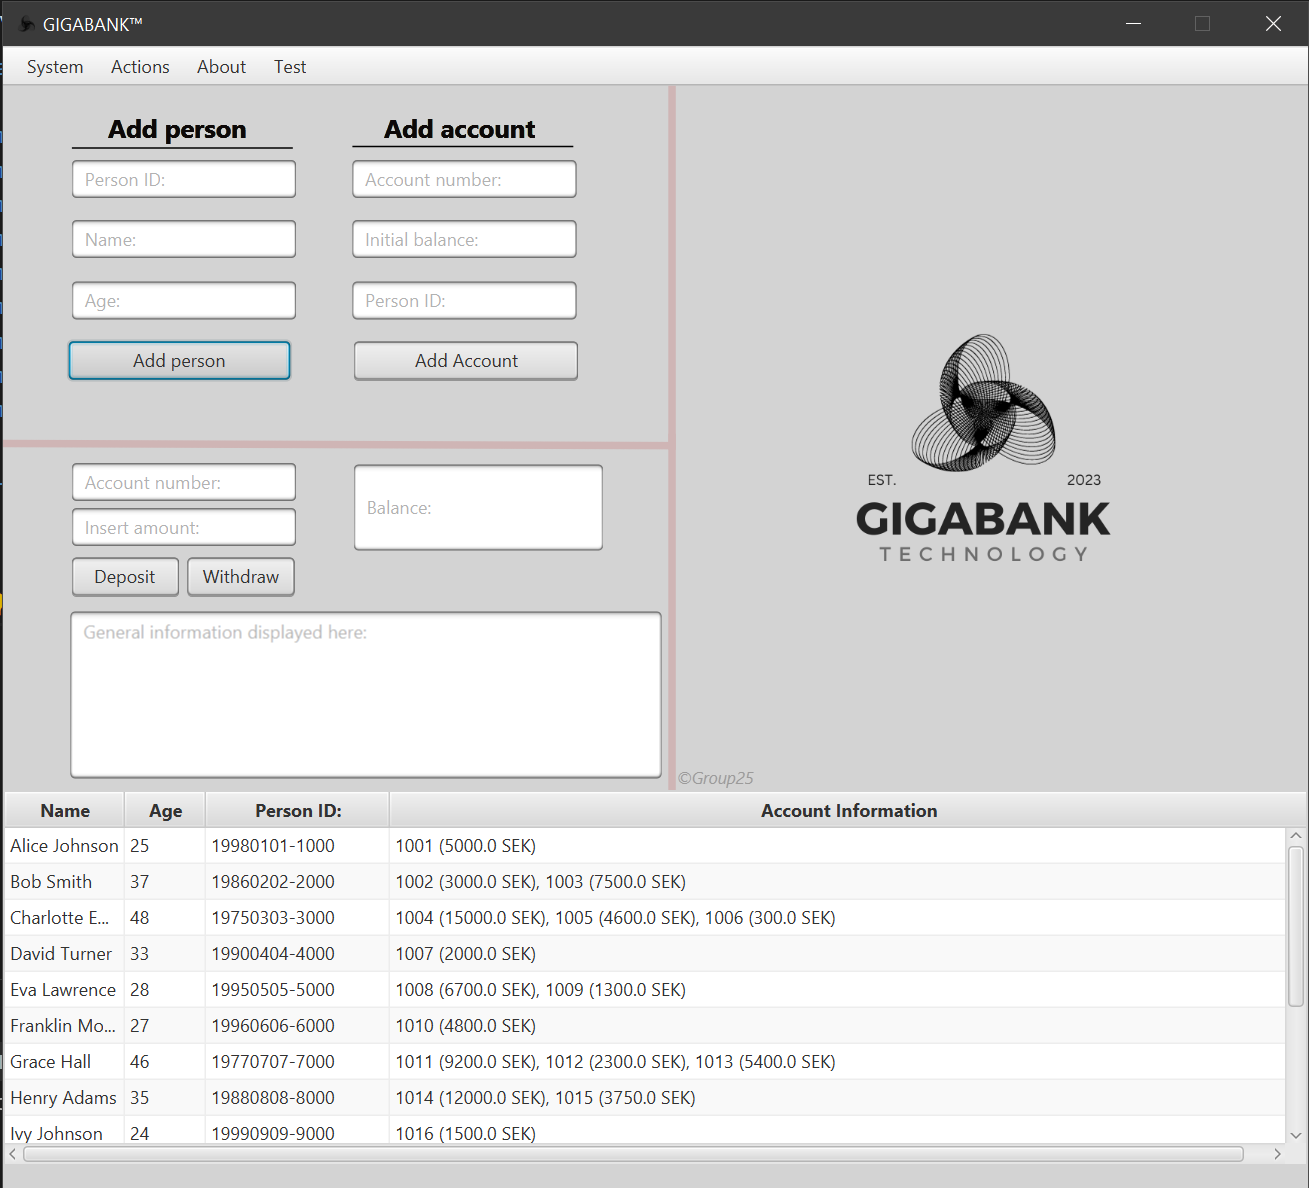 GIGABANK™
System Actions About Test
Add person
Person ID:
Name:
Age:
Add person
Add account
Account number:
Initial balance:
Person ID:
Add Account
Account number:
Insert amount:
Deposit Withdraw
Balance:
General information displayed here:
EST. 2023
GIGABANK
TECHNOLOGY
©Group25
Name Age Person ID: Account Information
Alice Johnson 25 19980101-1000 1001 (5000.0 SEK)
Bob Smith 37 19860202-2000 1002 (3000.0 SEK), 1003 (7500.0 SEK)
Charlotte E... 48 19750303-3000 1004 (15000.0 SEK), 1005 (4600.0 SEK), 1006 (300.0 SEK)
David Turner 33 19900404-4000 1007 (2000.0 SEK)
Eva Lawrence 28 19950505-5000 1008 (6700.0 SEK), 1009 (1300.0 SEK)
Franklin Mo... 27 19960606-6000 1010 (4800.0 SEK)
Grace Hall 46 19770707-7000 1011 (9200.0 SEK), 1012 (2300.0 SEK), 1013 (5400.0 SEK)
Henry Adams 35 19880808-8000 1014 (12000.0 SEK), 1015 (3750.0 SEK)
Ivy Johnson 24 19990909-9000 1016 (1500.0 SEK)